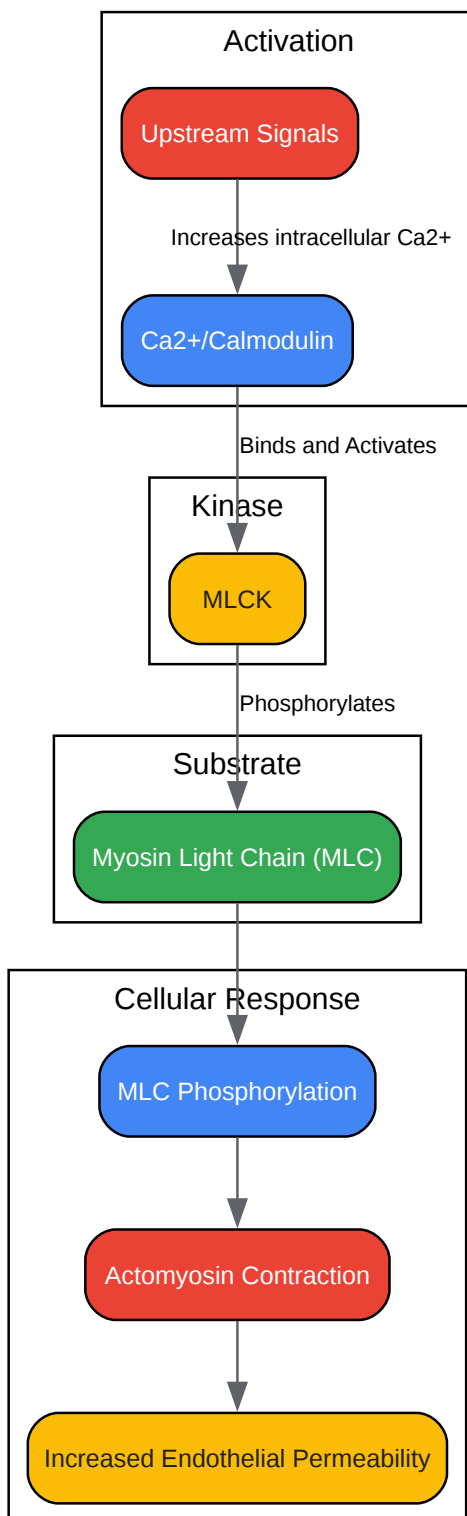 Activation
Upstream Signals
Increases intracellular Ca2+
Ca2+/Calmodulin
Binds and Activates
Kinase
MLCK
Phosphorylates
Substrate
Myosin Light Chain (MLC)
Cellular Response
MLC Phosphorylation
Actomyosin Contraction
Increased Endothelial Permeability